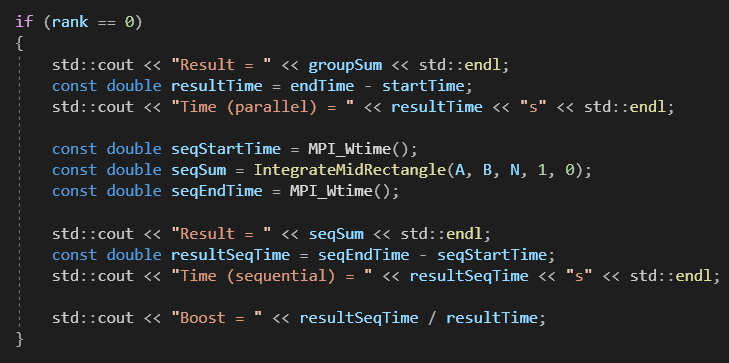 if (rank == 0)
{
    std::cout << "Result = " << groupSum << std::endl;
    const double resultTime = endTime - startTime;
    std::cout << "Time (parallel) = " << resultTime << "s" << std::endl;

    const double seqStartTime = MPI_Wtime();
    const double seqSum = IntegrateMidRectangle(A, B, N, 1, 0);
    const double seqEndTime = MPI_Wtime();

    std::cout << "Result = " << seqSum << std::endl;
    const double resultSeqTime = seqEndTime - seqStartTime;
    std::cout << "Time (sequential) = " << resultSeqTime << "s" << std::endl;

    std::cout << "Boost = " << resultSeqTime / resultTime;
}